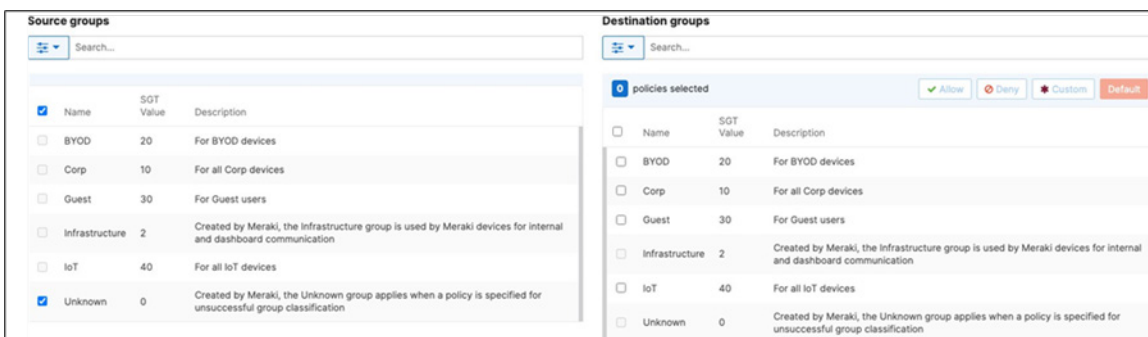 Source groups
Search...
Name SGT Value Description
BYOD 20 For BYOD devices
Corp 10 For all Corp devices
Guest 30 For Guest users
Infrastructure 2 Created by Meraki, the Infrastructure group is used by Meraki devices for internal
and dashboard communication
IoT 40 For all IoT devices
Unknown 0 Created by Meraki, the Unknown group applies when a policy is specified for
unsuccessful group classification
Destination groups
Search...
0 policies selected Allow Deny Custom Default
Name SGT Value Description
BYOD 20 For BYOD devices
Corp 10 For all Corp devices
Guest 30 For Guest users
Infrastructure 2 Created by Meraki, the Infrastructure group is used by Meraki devices for internal
and dashboard communication
IoT 40 For all IoT devices
Unknown 0 Created by Meraki, the Unknown group applies when a policy is specified for
unsuccessful group classification